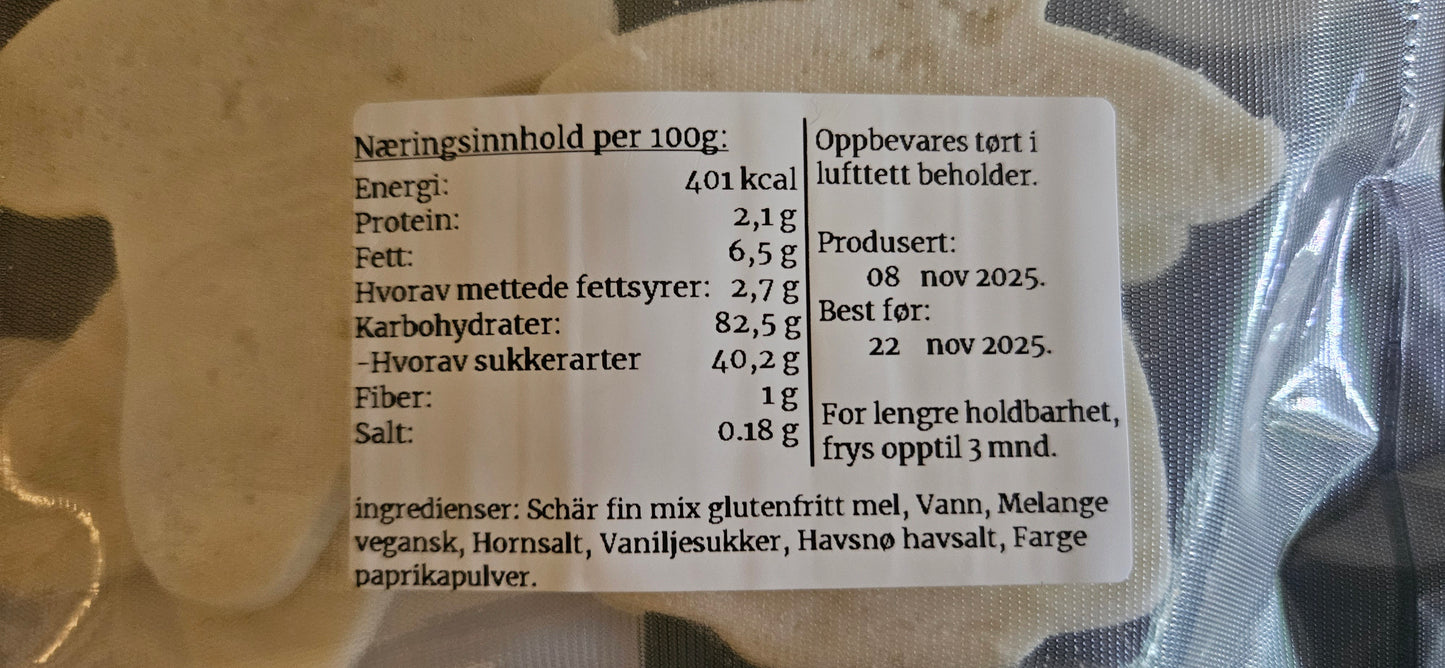 Næringsinnhold per 100g:
Energi: 401 kcal
Protein: 2,1 g
Fett: 6,5 g
Hvorav mettede fettsyrer: 2,7 g
Karbohydrater: 82,5 g
-Hvorav sukkerarter 40,2 g
Fiber: 1 g
Salt: 0.18 g
Oppbevares tørt i
lufttett beholder.
Produsert:
08 nov 2025.
Best før:
22 nov 2025.
For lengre holdbarhet,
frys opptil 3 mnd.
ingredienser: Schär fin mix glutenfritt mel, Vann, Melange
vegansk, Hornsalt, Vaniljesukker, Havsnø havsalt, Farge
paprikapulver.